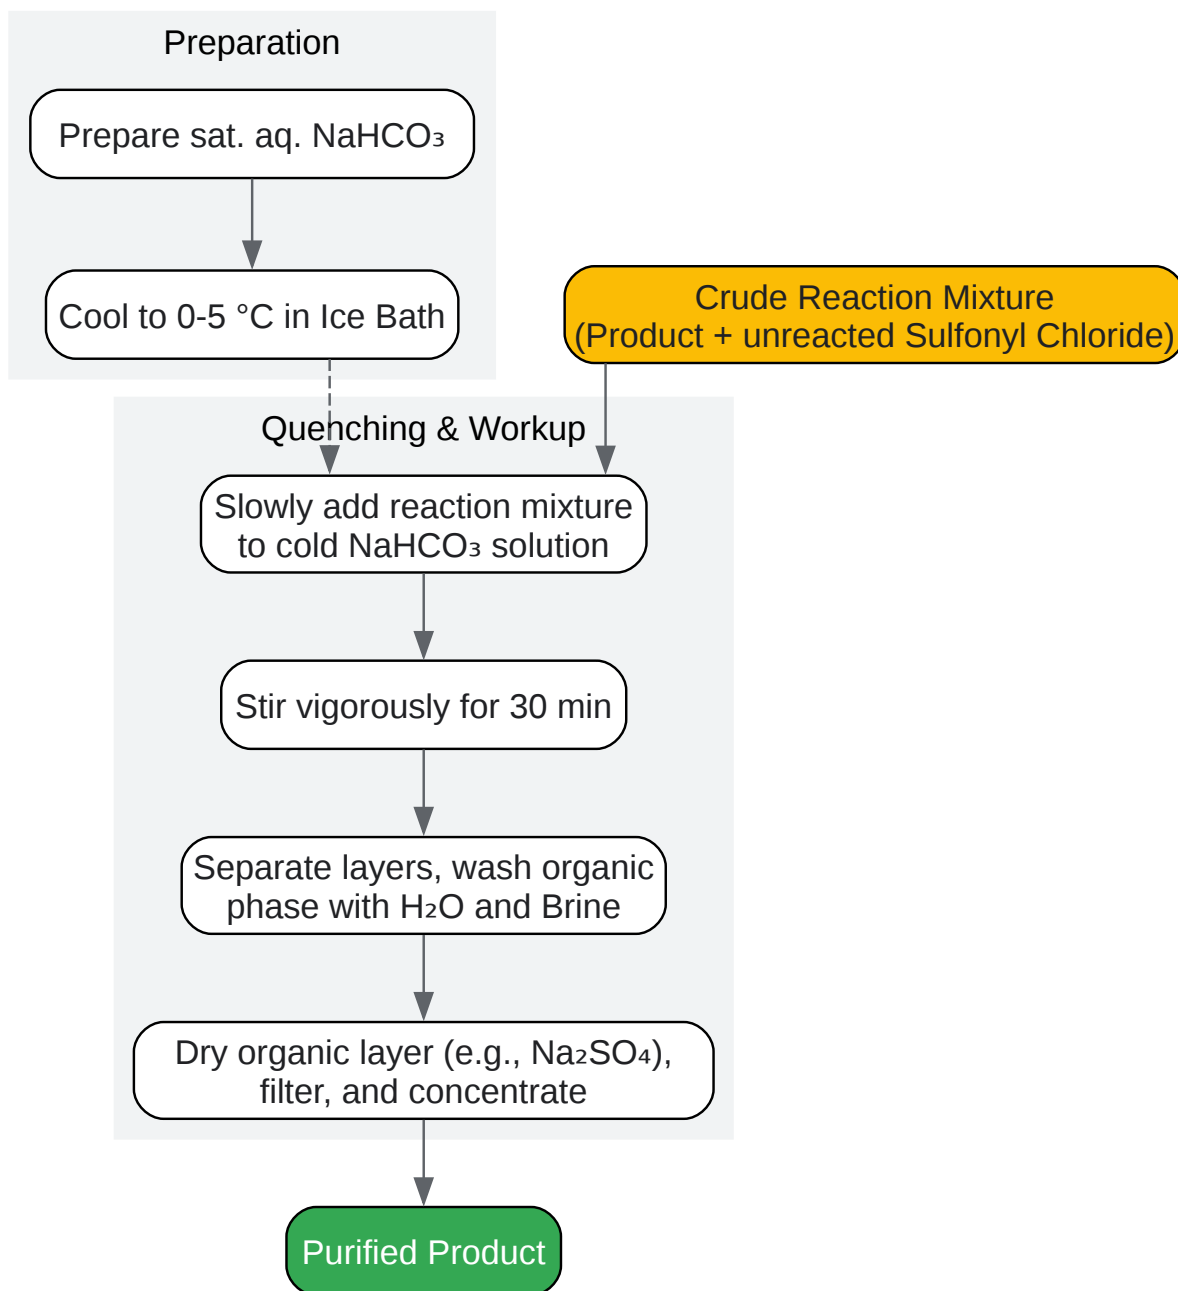 Preparation
Prepare sat. aq. NaHCO₃
Cool to 0-5 °C in Ice Bath
Crude Reaction Mixture
(Product + unreacted Sulfonyl Chloride)
Quenching & Workup
Slowly add reaction mixture
to cold NaHCO₃ solution
Stir vigorously for 30 min
Separate layers, wash organic
phase with H₂O and Brine
Dry organic layer (e.g., Na₂SO₄),
filter, and concentrate
Purified Product